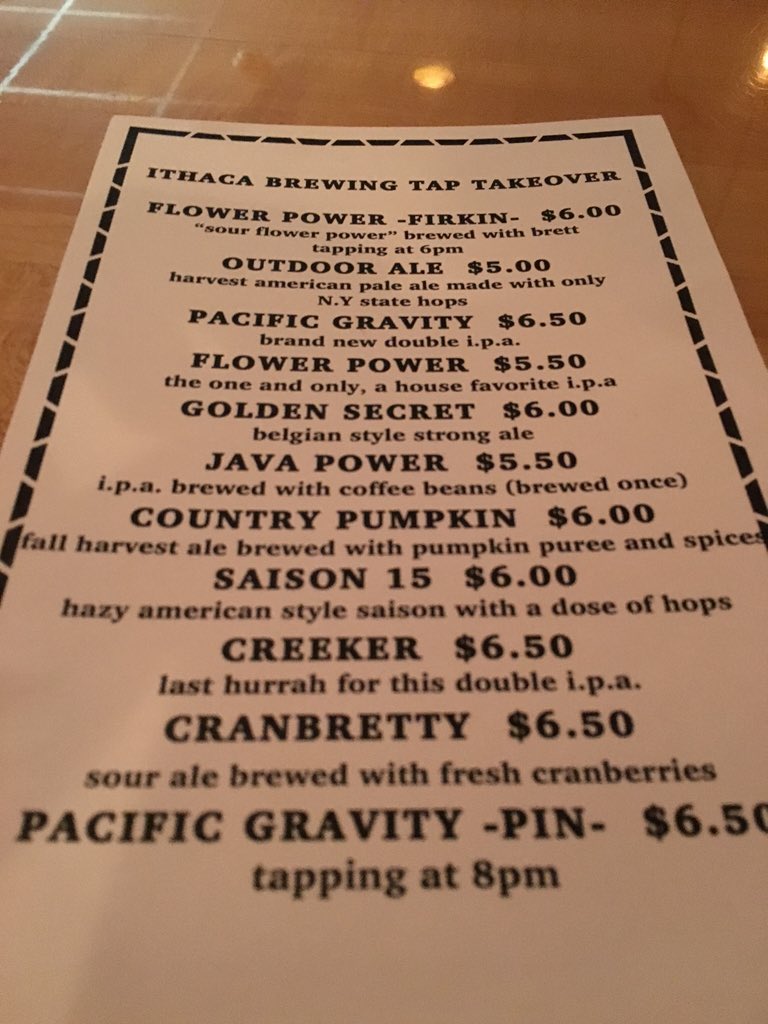 ITHACA BREWING TAP TAKEOVER
FLOWER POWER -FIRKIN- $6.00
"sour flower power" brewed with brett
tapping at 6pm
OUTDOOR ALE $5.00
harvest american pale ale made with only
N.Y state hops
PACIFIC GRAVITY $6.50
brand new double i.p.a.
FLOWER POWER $5.50
the one and only, a house favorite i.p.a
GOLDEN SECRET $6.00
belgian style strong ale
JAVA POWER $5.50
i.p.a. brewed with coffee beans (brewed once)
COUNTRY PUMPKIN $6.00
fall harvest ale brewed with pumpkin puree and spices
SAISON 15 $6.00
hazy american style saison with a dose of hops
CREEKER $6.50
last hurrah for this double i.p.a.
CRANBRETTY $6.50
sour ale brewed with fresh cranberries
PACIFIC GRAVITY -PIN- $6.50
tapping at 8pm